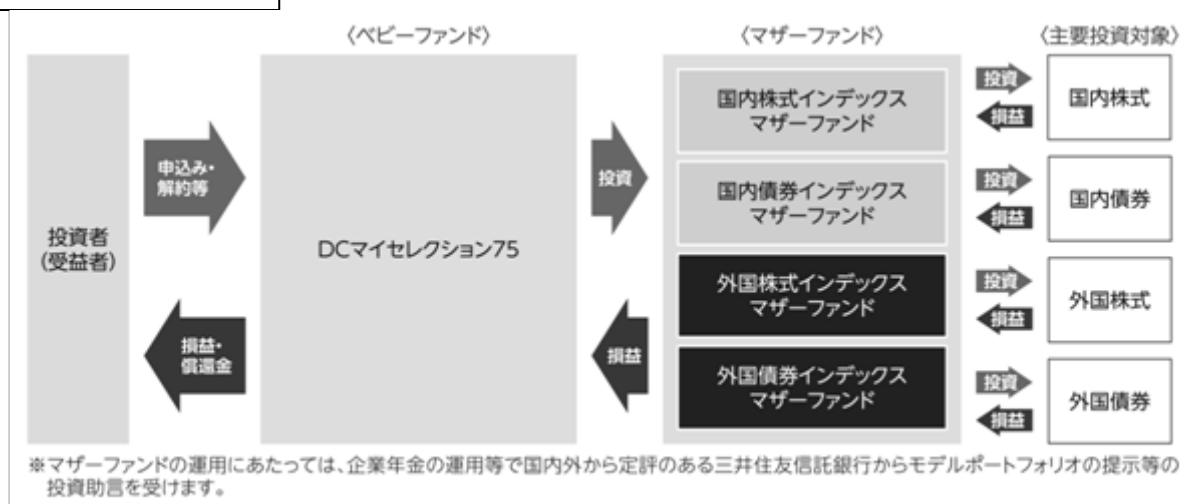 〈ベビーファンド〉
〈マザーファンド〉
〈主要投資対象〉
投資者
(受益者)
申込み・
解約等
損益・
償還金
DCマイセレクション75
投資
損益
国内株式インデックス
マザーファンド
国内債券インデックス
マザーファンド
外国株式インデックス
マザーファンド
外国債券インデックス
マザーファンド
投資
損益
国内株式
投資
損益
国内債券
投資
損益
外国株式
投資
損益
外国債券
※マザーファンドの運用にあたっては、企業年金の運用等で国内外から定評のある三井住友信託銀行からモデルポートフォリオの提示等の
投資助言を受けます。